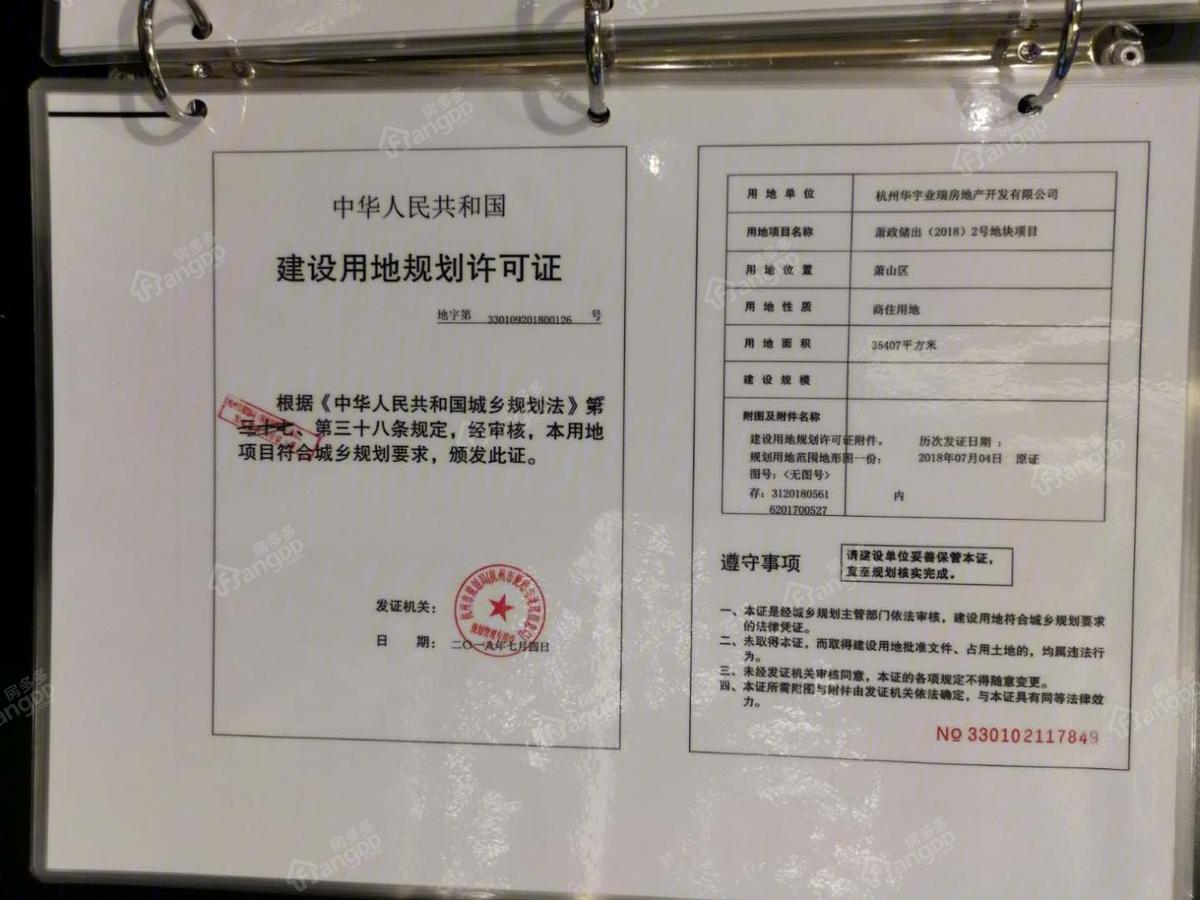 中华人民共和国
建设用地规划许可证
地字第 330109201800126 号
根据《中华人民共和国城乡规划法》第
三十七、第三十八条规定，经审核，本用地
项目符合城乡规划要求，颁发此证。
发证机关：
日 期： 二〇一八年七月四日
用地单位 杭州华宇业瑞房地产开发有限公司
用地项目名称 萧政储出（2018）2号地块项目
用地位置 萧山区
用地性质 商住用地
用地面积 35407平方米
建设规模
附图及附件名称
建设用地规划许可证附件。 历次发证日期：
规划用地范围地形图一份： 2018年07月04日 原证
图号：<无图号>
存：3120180561 内
6201700527
遵守事项
请建设单位妥善保管本证，
直至规划核实完成。
一、本证是经城乡规划主管部门依法审核，建设用地符合城乡规划要求
的法律凭证。
二、未取得本证，而取得建设用地批准文件、占用土地的，均属违法行
为。
三、未经发证机关审核同意，本证的各项规定不得随意变更。
四、本证所需附图与附件由发证机关依法确定，与本证具有同等法律效
力。
No 330102117849
房多多
angDD